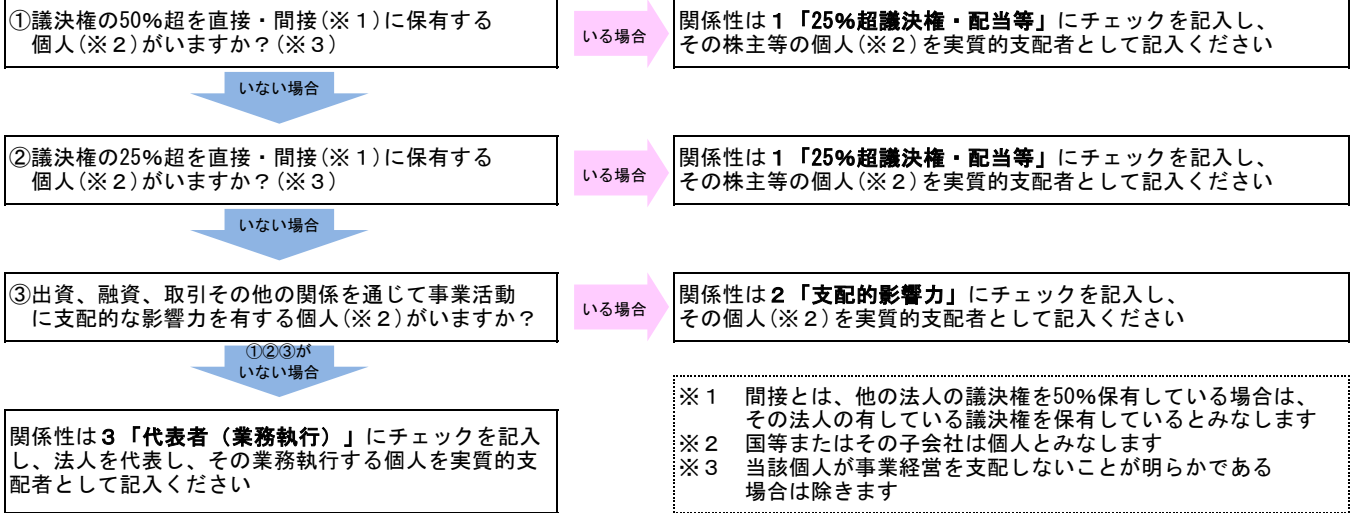 ①議決権の50%超を直接・間接(※１)に保有する
個人(※２)がいますか？(※３)
いる場合
関係性は１「25%超議決権・配当等」にチェックを記入し、
その株主等の個人(※２)を実質的支配者として記入ください
いない場合
②議決権の25%超を直接・間接(※１)に保有する
個人(※２)がいますか？(※３)
いる場合
関係性は１「25%超議決権・配当等」にチェックを記入し、
その株主等の個人(※２)を実質的支配者として記入ください
いない場合
③出資、融資、取引その他の関係を通じて事業活動
に支配的な影響力を有する個人(※２)がいますか？
いる場合
関係性は２「支配的影響力」にチェックを記入し、
その個人(※２)を実質的支配者として記入ください
①②③が
いない場合
関係性は３「代表者（業務執行）」にチェックを記入
し、法人を代表し、その業務執行する個人を実質的支
配者として記入ください
※１　間接とは、他の法人の議決権を50%保有している場合は、
その法人の有している議決権を保有しているとみなします
※２　国等またはその子会社は個人とみなします
※３　当該個人が事業経営を支配しないことが明らかである
場合は除きます